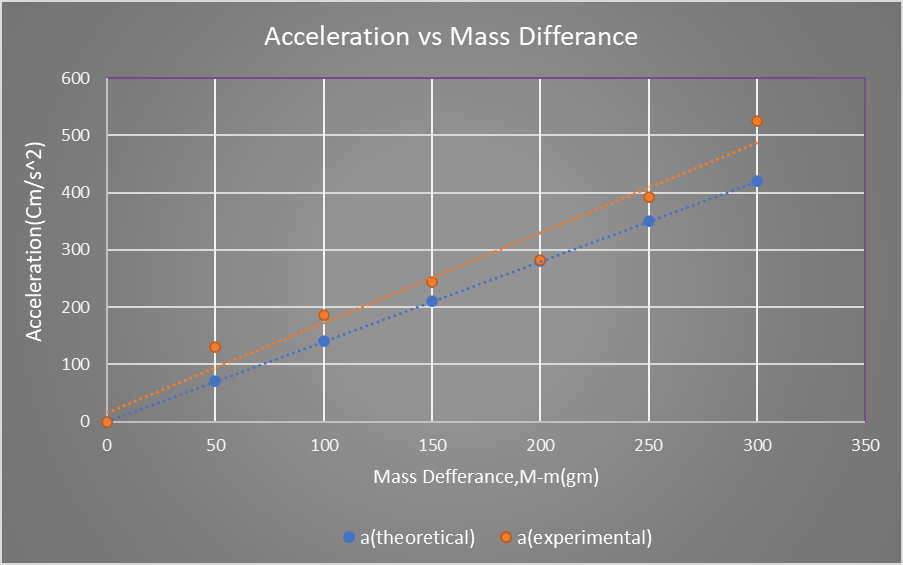 Acceleration vs Mass Differance
600
500
400
300
200
100
0
Acceleration(Cm/s^2)
0 50 100 150 200 250 300 350
Mass Defferance,M-m(gm)
a(theoretical) a(experimental)